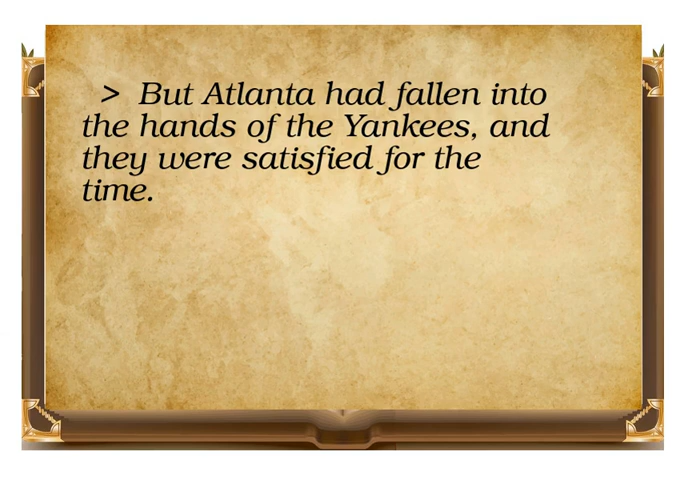 > But Atlanta had fallen into
the hands of the Yankees, and
they were satisfied for the
time.